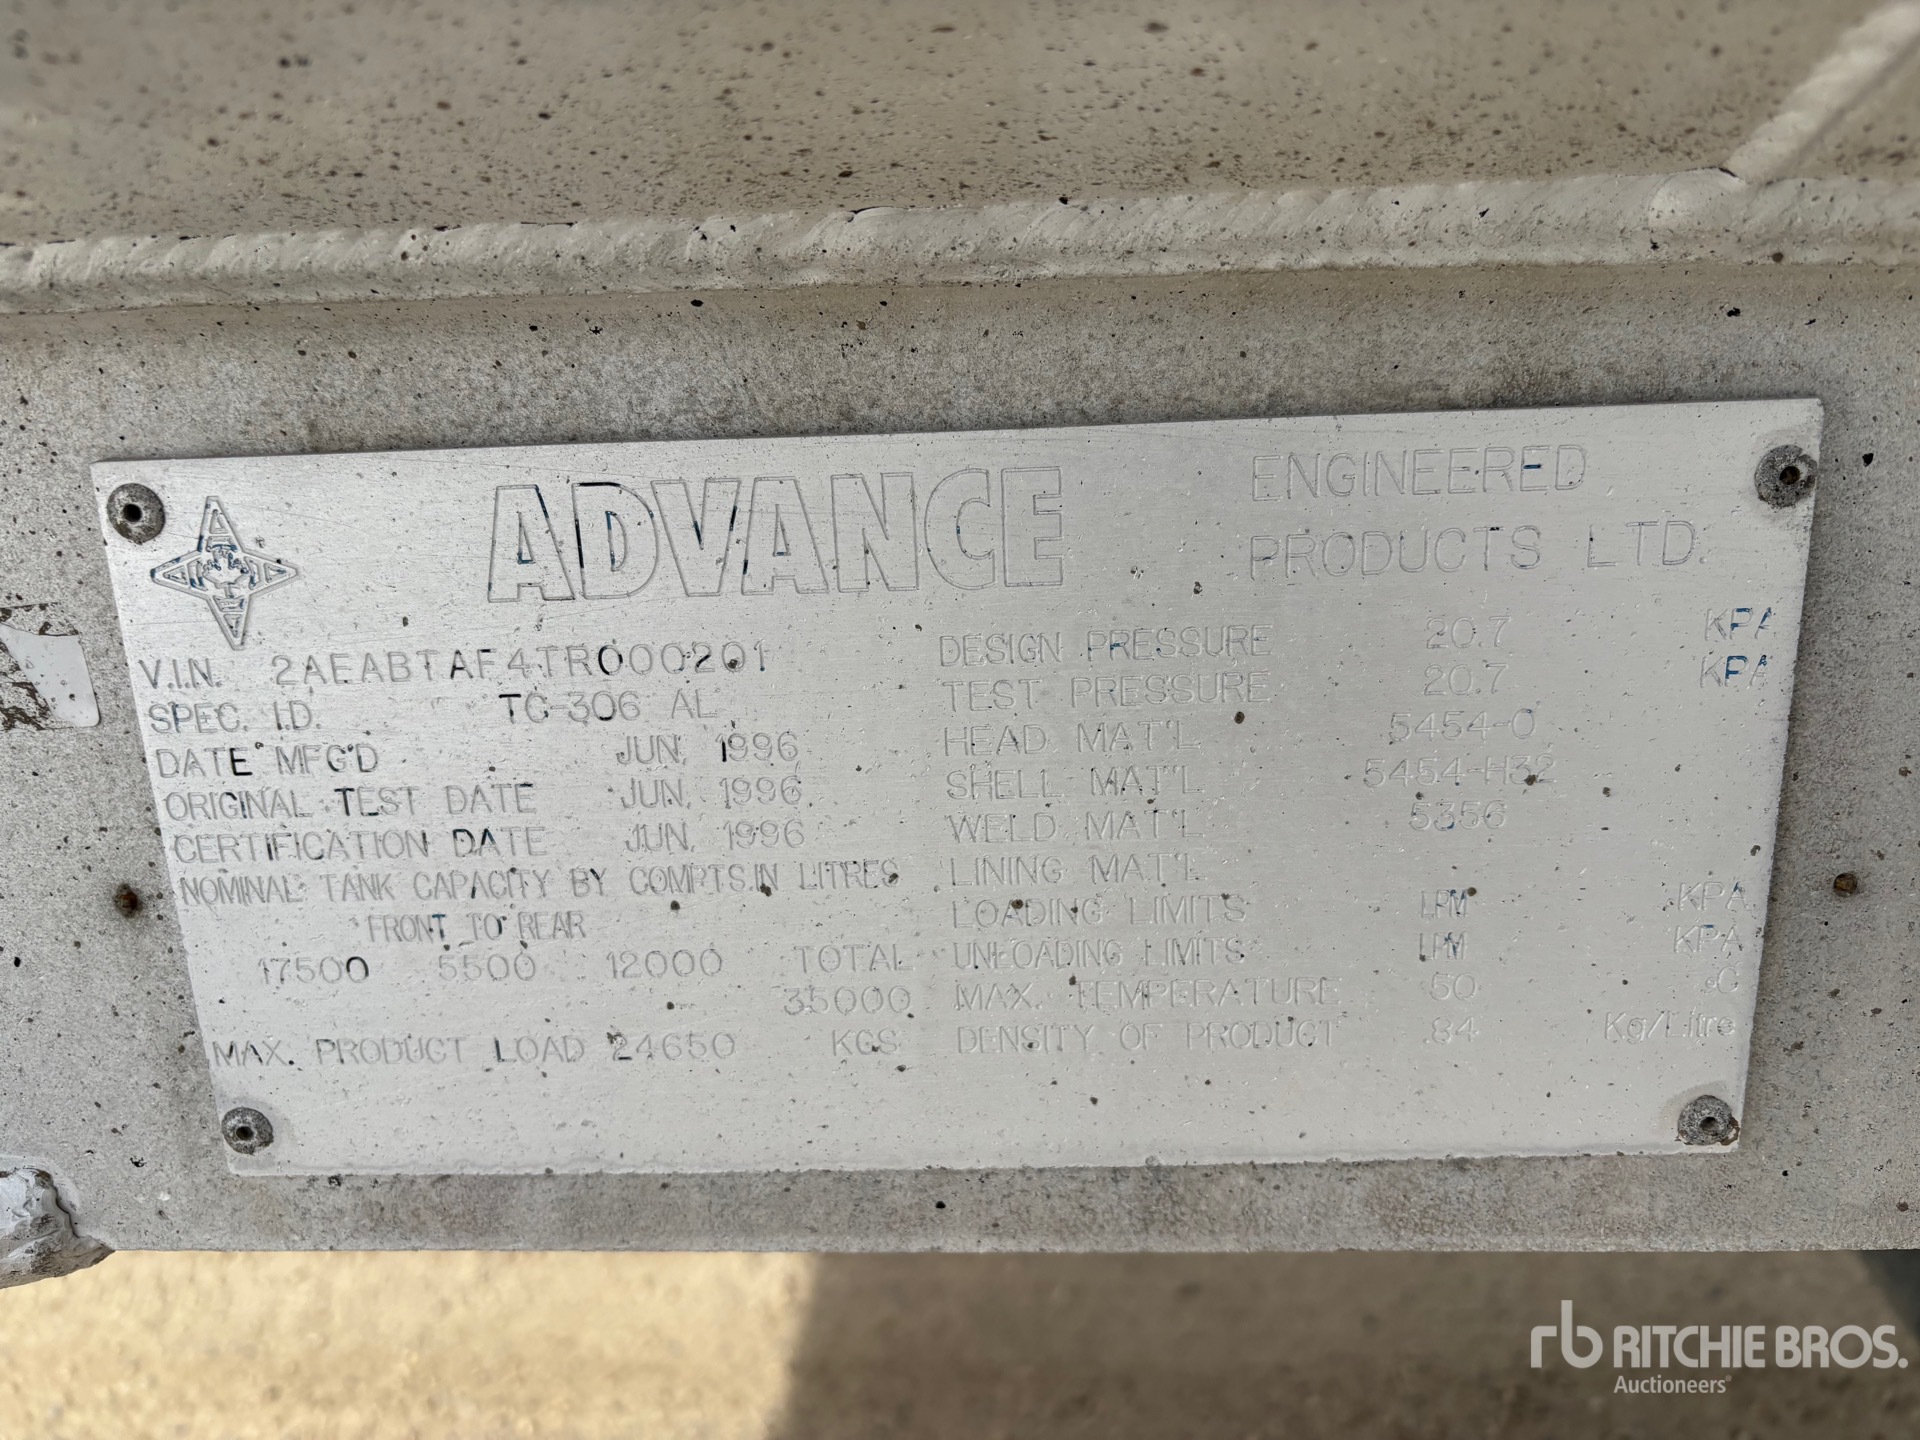 ADVANCE
ENGINEERED
PRODUCTS LTD.
V.I.N. 2AEABTAF4TR000201
SPEC. I.D. TC-306 AL
DATE MFG'D JUN, 1996
ORIGINAL TEST DATE JUN, 1996
CERTIFICATION DATE JUN, 1996
NOMINAL TANK CAPACITY BY COMPTS.IN LITRES
FRONT TO REAR
17500 5500 12000 TOTAL
35000
MAX. PRODUCT LOAD 24650 KGS
DESIGN PRESSURE 20.7 KPA
TEST PRESSURE 20.7 KPA
HEAD MAT'L 5454-0
SHELL MAT'L 5454-H32
WELD MAT'L 5356
LINING MAT'L
LOADING LIMITS LPM KPA
UNLOADING LIMITS LPM KPA
MAX. TEMPERATURE 50 °C
DENSITY OF PRODUCT .84 Kg/Litre
rb RITCHIE BROS.
Auctioneers